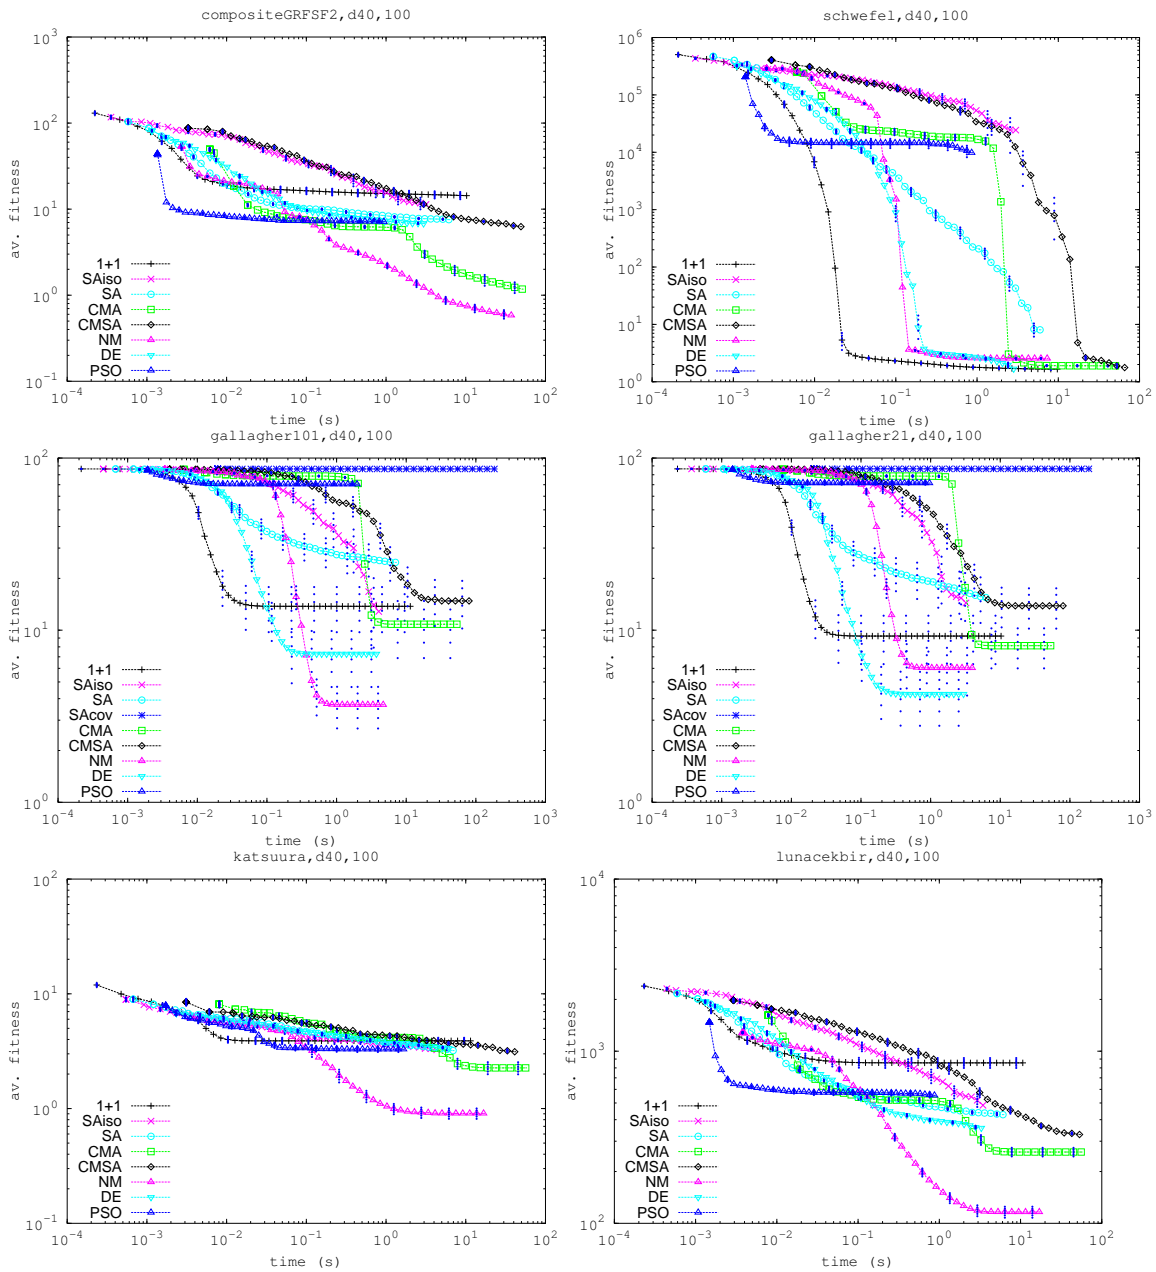 compositeGRFSF2,d40,100
10^3
10^2
10^1
10^0
10^-1
av. fitness
1+1
SAiso
SA
CMA
CMSA
NM
DE
PSO
10^-4 10^-3 10^-2 10^-1 10^0 10^1 10^2
time (s)
schwefel,d40,100
10^6
10^5
10^4
10^3
10^2
10^1
10^0
av. fitness
1+1
SAiso
SA
CMA
CMSA
NM
DE
PSO
10^-4 10^-3 10^-2 10^-1 10^0 10^1 10^2
time (s)
gallagher101,d40,100
10^2
10^1
10^0
av. fitness
1+1
SAiso
SA
SAcov
CMA
CMSA
NM
DE
PSO
10^-4 10^-3 10^-2 10^-1 10^0 10^1 10^2 10^3
time (s)
gallagher21,d40,100
10^2
10^1
10^0
av. fitness
1+1
SAiso
SA
SAcov
CMA
CMSA
NM
DE
PSO
10^-4 10^-3 10^-2 10^-1 10^0 10^1 10^2 10^3
time (s)
katsuura,d40,100
10^2
10^1
10^0
10^-1
av. fitness
1+1
SAiso
SA
CMA
CMSA
NM
DE
PSO
10^-4 10^-3 10^-2 10^-1 10^0 10^1 10^2
time (s)
lunacekbir,d40,100
10^4
10^3
10^2
av. fitness
1+1
SAiso
SA
CMA
CMSA
NM
DE
PSO
10^-4 10^-3 10^-2 10^-1 10^0 10^1 10^2
time (s)